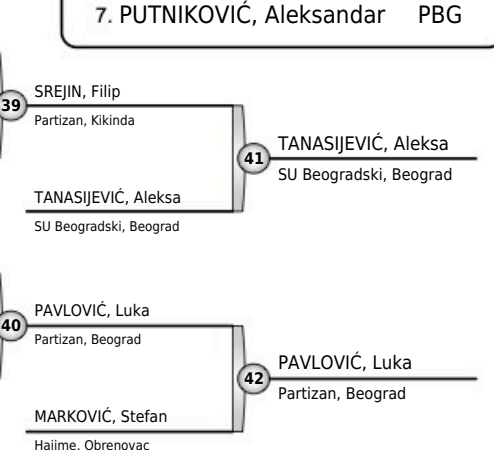 7. PUTNIKOVIĆ, Aleksandar PBG
39
SREJIN, Filip
Partizan, Kikinda
41
TANASIJEVIĆ, Aleksa
SU Beogradski, Beograd
TANASIJEVIĆ, Aleksa
SU Beogradski, Beograd
40
PAVLOVIĆ, Luka
Partizan, Beograd
42
PAVLOVIĆ, Luka
Partizan, Beograd
MARKOVIĆ, Stefan
Hajime, Obrenovac